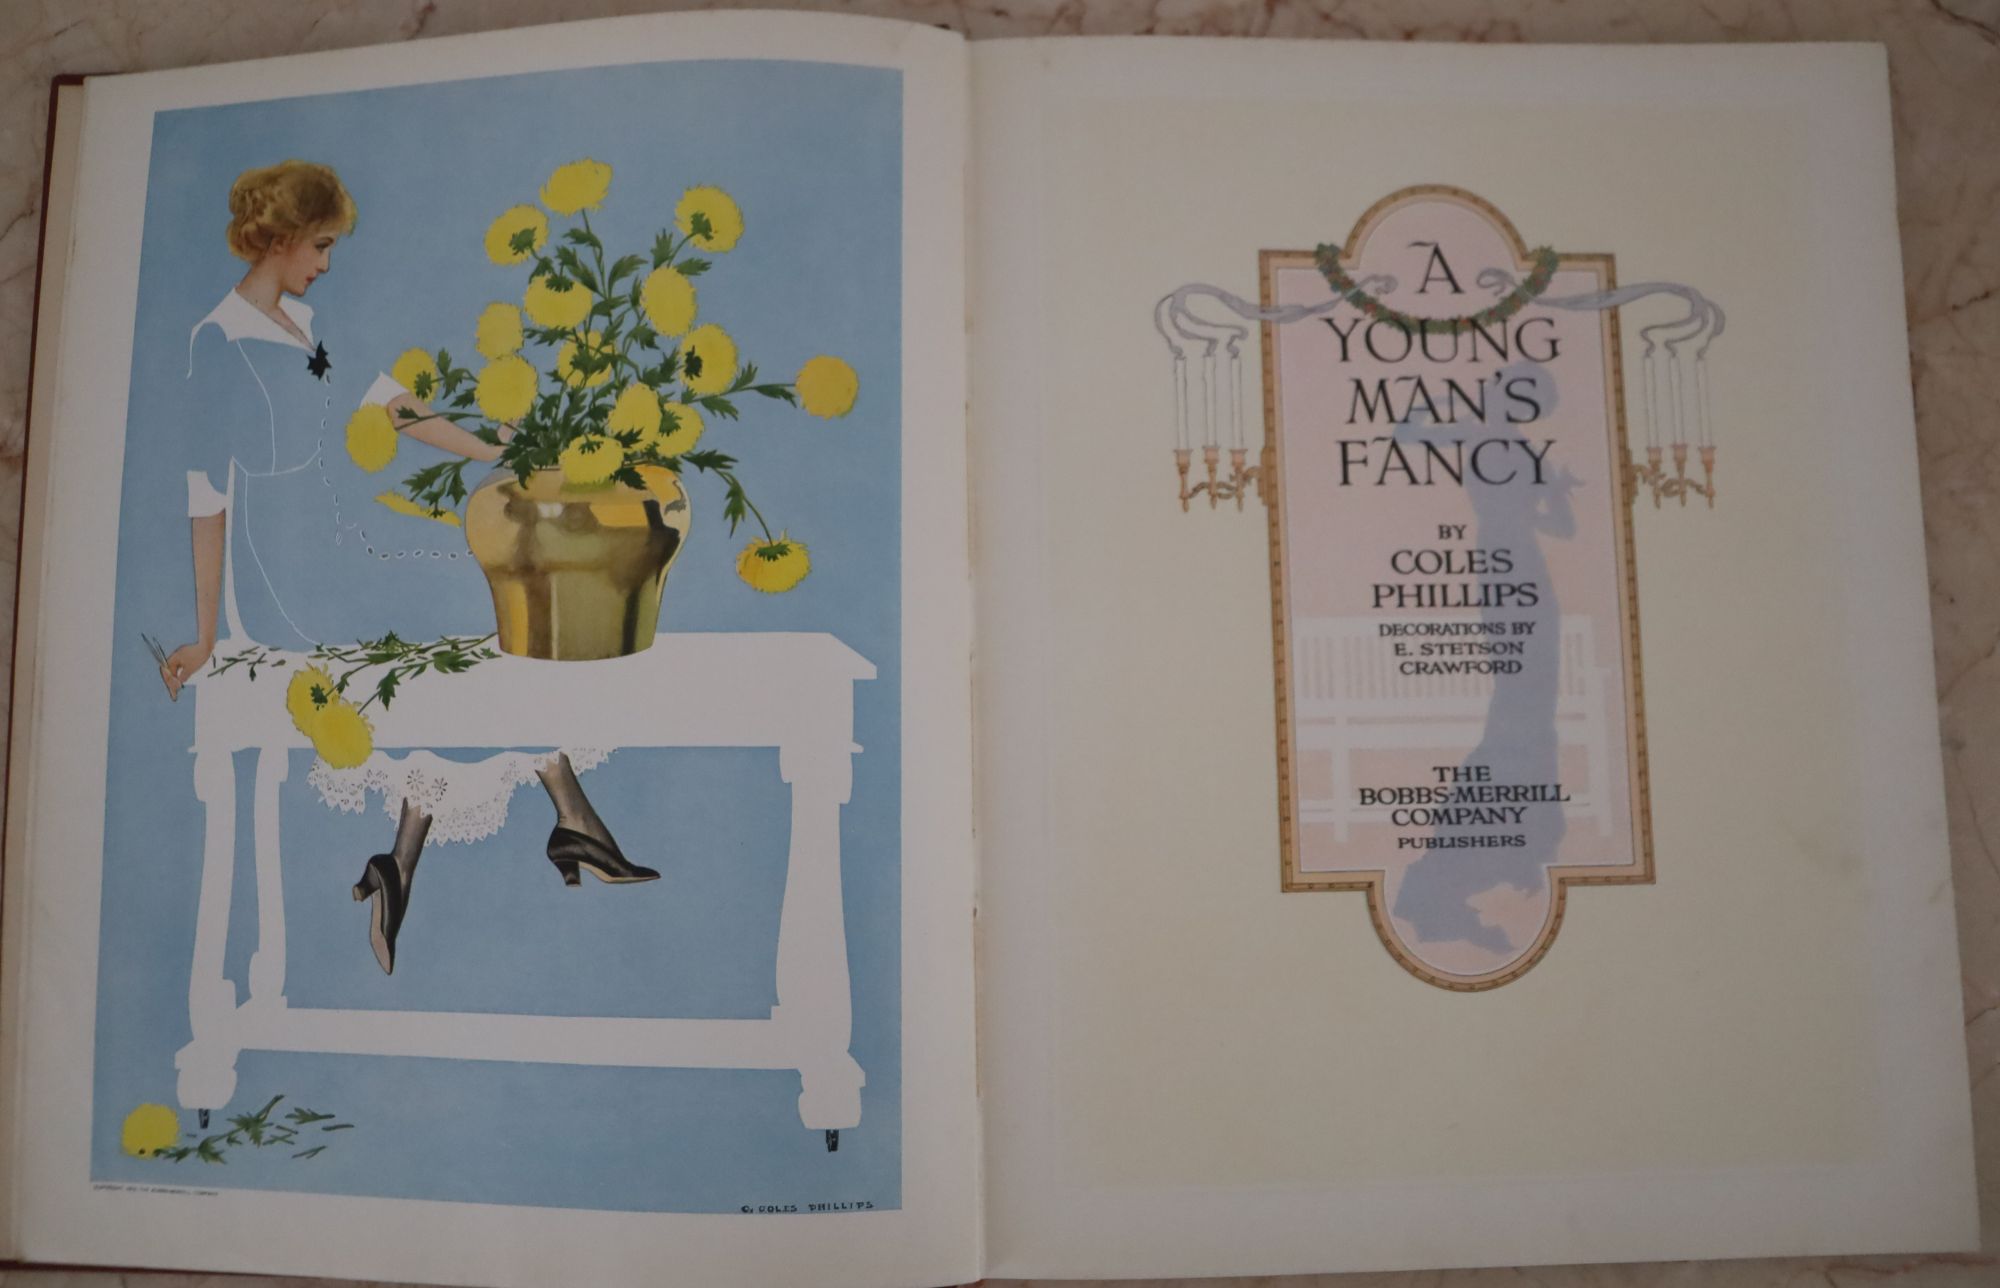 C. COLES PHILLIPS
A
YOUNG
MAN'S
FANCY
BY
COLES
PHILLIPS
DECORATIONS BY
E. STETSON
CRAWFORD
THE
BOBBS-MERRILL
COMPANY
PUBLISHERS